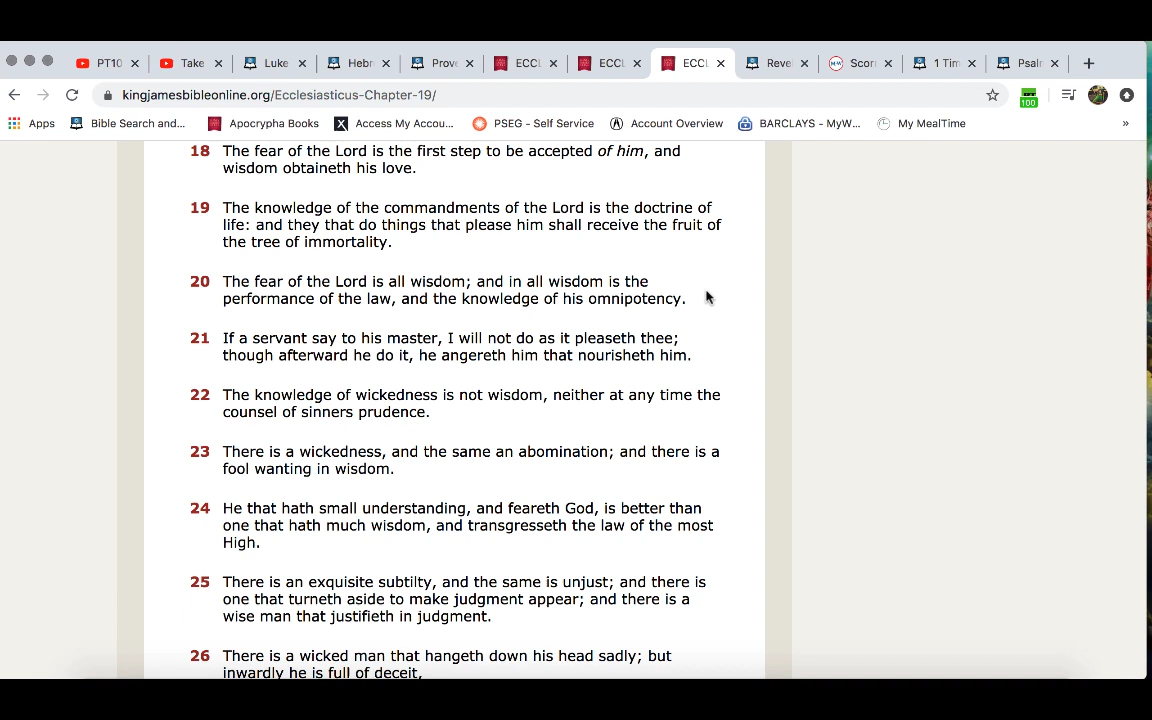 PT10
Take
Luke
Hebr
Prove
ECCL
ECCL
ECCL
Reve
Scor
1 Tim
Psalr
kingjamesbibleonline.org/Ecclesiasticus-Chapter-19/
100
Apps
Bible Search and...
Apocrypha Books
Access My Accou...
PSEG - Self Service
Account Overview
BARCLAYS - MyW...
My MealTime
»
18 The fear of the Lord is the first step to be accepted of him, and
wisdom obtaineth his love.
19 The knowledge of the commandments of the Lord is the doctrine of
life: and they that do things that please him shall receive the fruit of
the tree of immortality.
20 The fear of the Lord is all wisdom; and in all wisdom is the
performance of the law, and the knowledge of his omnipotency.
21 If a servant say to his master, I will not do as it pleaseth thee;
though afterward he do it, he angereth him that nourisheth him.
22 The knowledge of wickedness is not wisdom, neither at any time the
counsel of sinners prudence.
23 There is a wickedness, and the same an abomination; and there is a
fool wanting in wisdom.
24 He that hath small understanding, and feareth God, is better than
one that hath much wisdom, and transgresseth the law of the most
High.
25 There is an exquisite subtilty, and the same is unjust; and there is
one that turneth aside to make judgment appear; and there is a
wise man that justifieth in judgment.
26 There is a wicked man that hangeth down his head sadly; but
inwardly he is full of deceit,